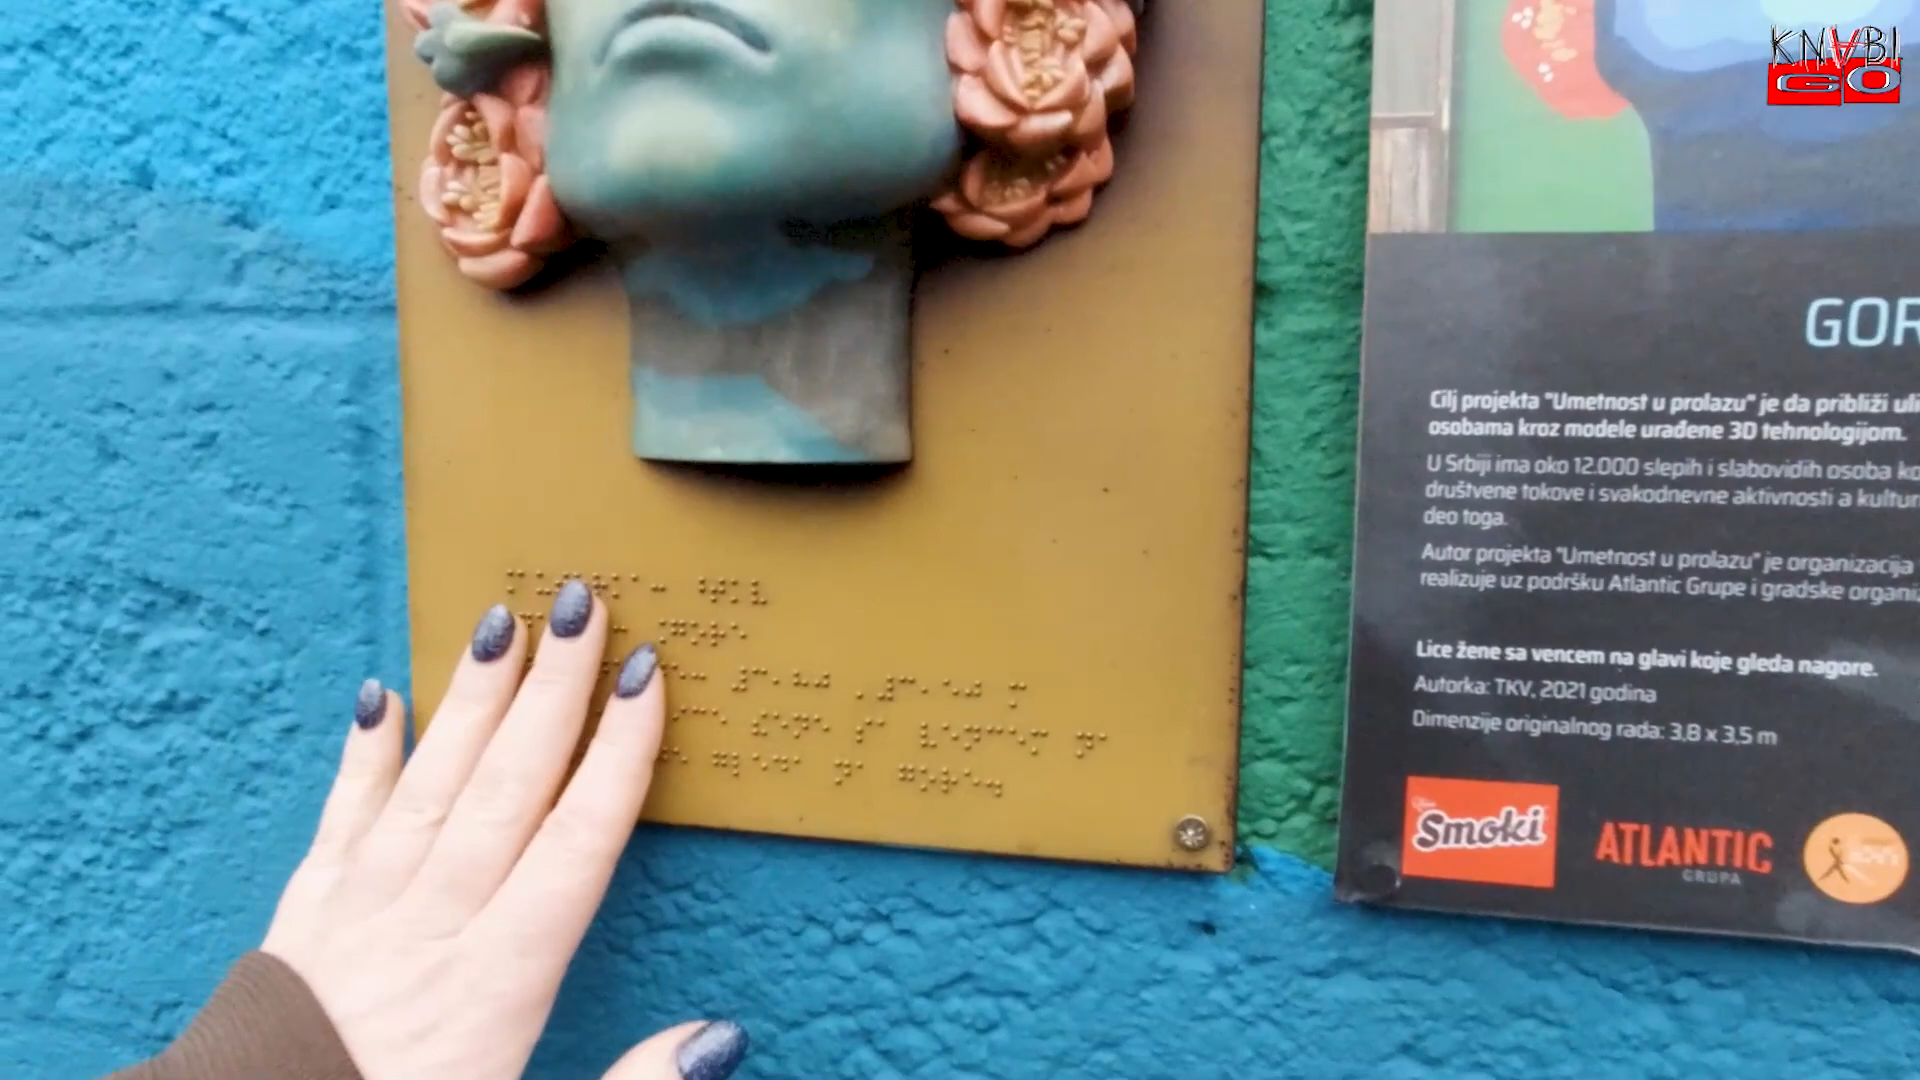 KNABI
GO
GOR
Cilj projekta "Umetnost u prolazu" je da približi uli
osobama kroz modele urađene 3D tehnologijom.
U Srbiji ima oko 12.000 slepih i slabovidih osoba ko
društvene tokove i svakodnevne aktivnosti a kultur
deo toga.
Autor projekta "Umetnost u prolazu" je organizacija
realizuje uz podršku Atlantic Grupe i gradske organiz
Lice žene sa vencem na glavi koje gleda nagore.
Autorka: TKV, 2021 godina
Dimenzije originalnog rada: 3,8 x 3,5 m
Smoki
ATLANTIC
GRUPA